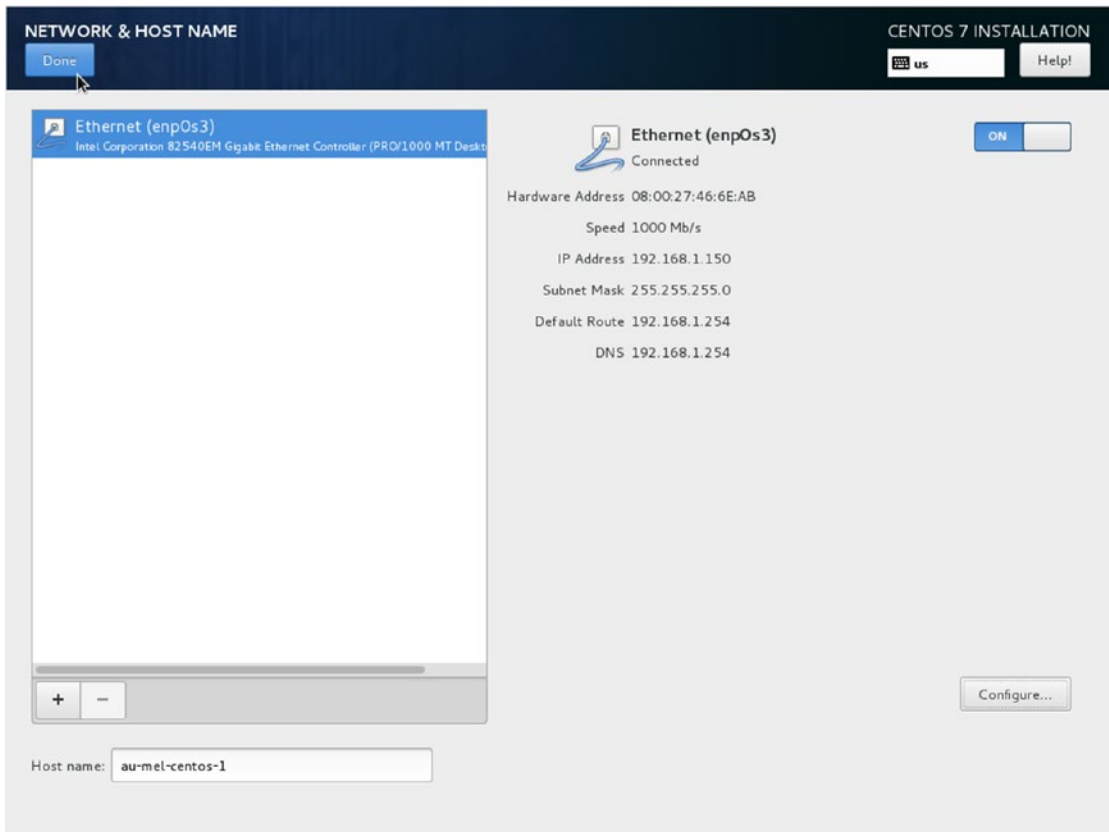 NETWORK & HOST NAME
Done
CENTOS 7 INSTALLATION
us
Help!
Ethernet (enp0s3)
Intel Corporation 82540EM Gigabit Ethernet Controller (PRO/1000 MT Deskt
Ethernet (enp0s3)
Connected
ON
Hardware Address 08:00:27:46:6E:AB
Speed 1000 Mb/s
IP Address 192.168.1.150
Subnet Mask 255.255.255.0
Default Route 192.168.1.254
DNS 192.168.1.254
+ −
Configure...
Host name: au-mel-centos-1